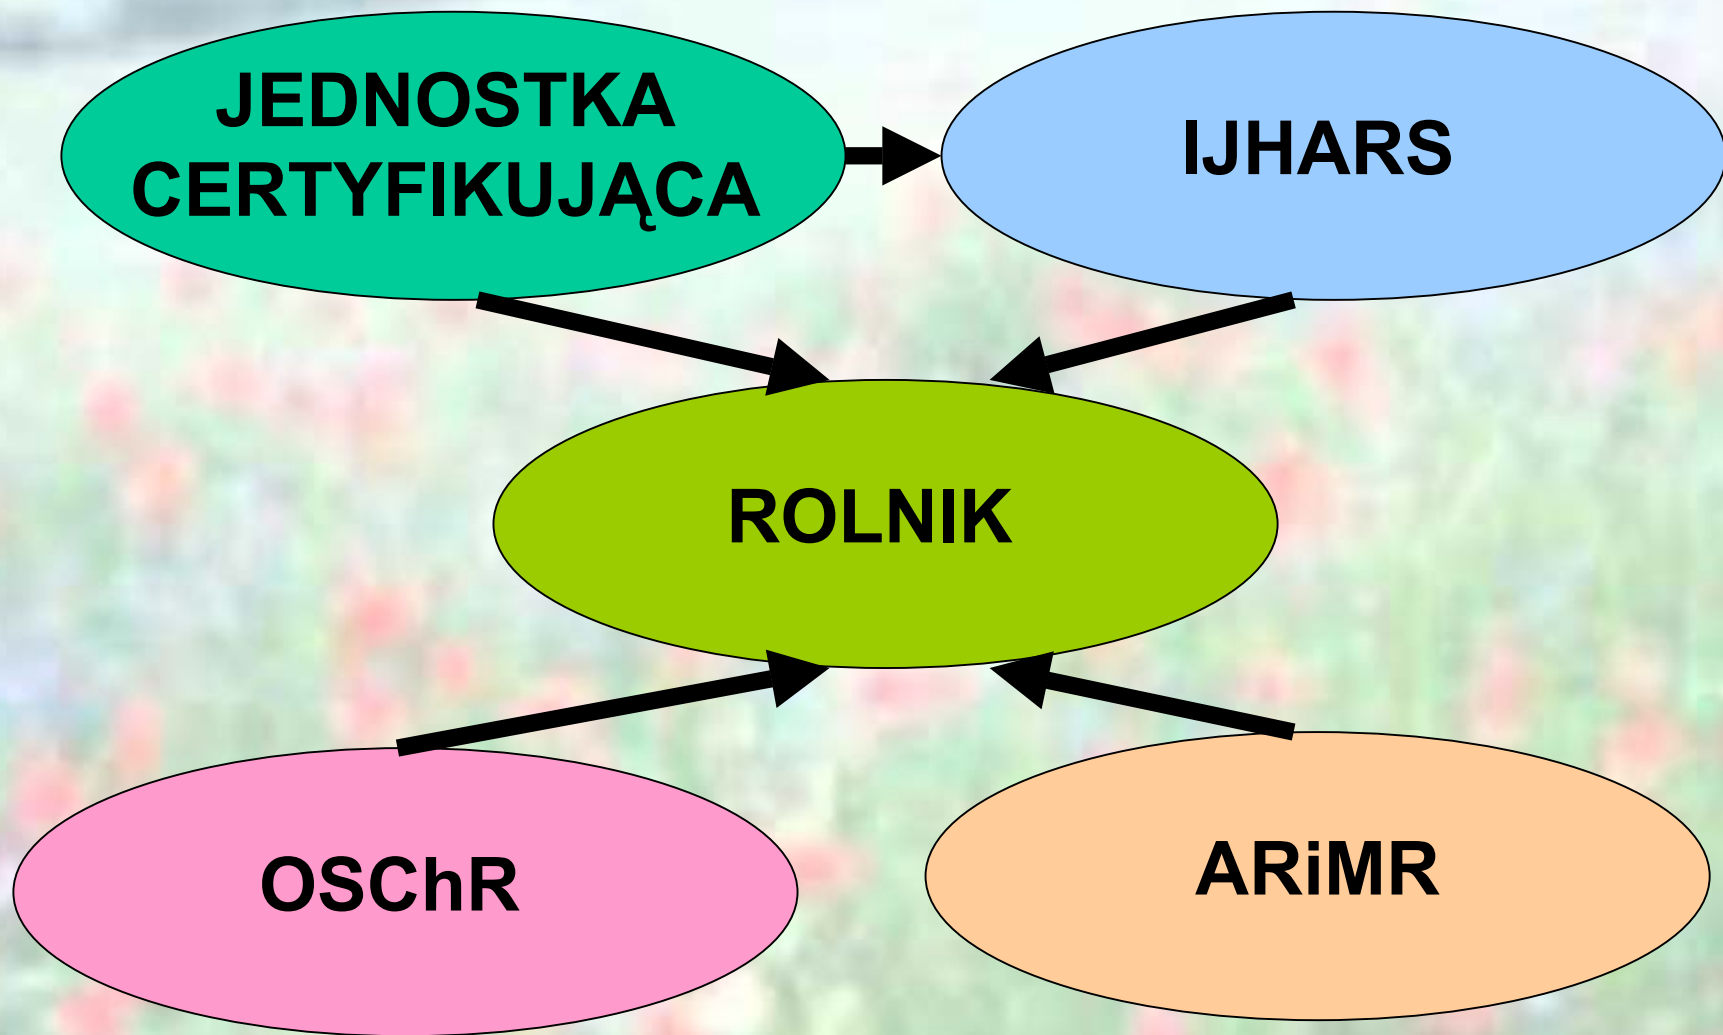 JEDNOSTKA
CERTYFIKUJĄCA
IJHARS
ROLNIK
OSChR
ARiMR